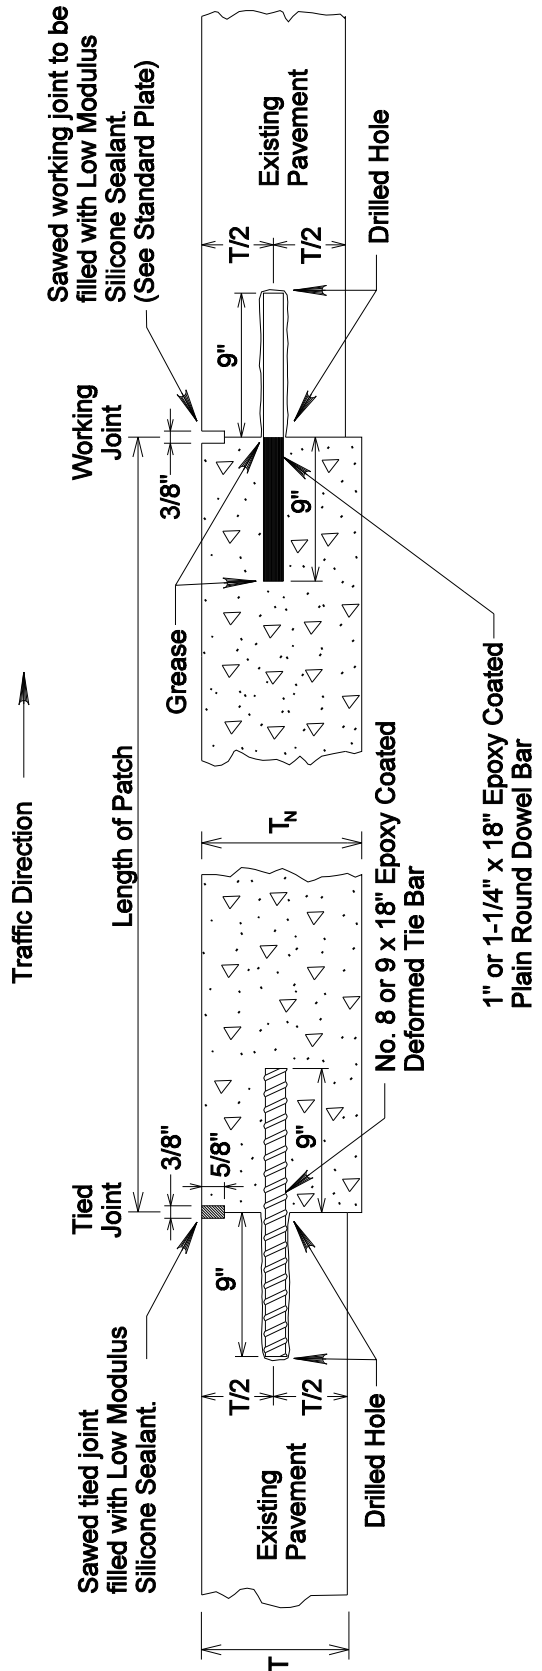 Traffic Direction
Sawed tied joint
filled with Low Modulus
Silicone Sealant.
Tied
Joint
3/8"
5/8"
Length of Patch
Working
Joint
3/8"
Sawed working joint to be
filled with Low Modulus
Silicone Sealant.
(See Standard Plate)
T
Existing
Pavement
T/2
T/2
9"
9"
Drilled Hole
No. 8 or 9 x 18" Epoxy Coated
Deformed Tie Bar
TN
Grease
9"
9"
T/2
T/2
Existing
Pavement
Drilled Hole
1" or 1-1/4" x 18" Epoxy Coated
Plain Round Dowel Bar